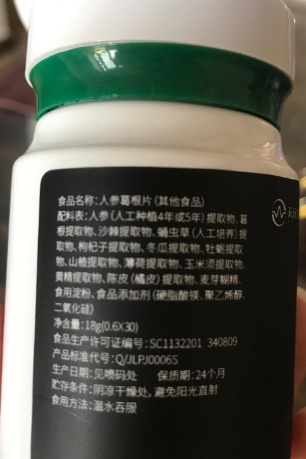 食品名称:人参葛根片(其他食品)
配料表:人参(人工种植4年或5年)提取物、葛
根提取物、沙棘提取物、蛹虫草(人工培养)提
取物、枸杞子提取物、冬瓜提取物、牡蛎提取
物、山楂提取物、薄荷提取物、玉米须提取物、
黄精提取物、陈皮(橘皮)提取物、麦芽糊精、
食用淀粉、食品添加剂(硬脂酸镁、聚乙烯醇、
二氧化硅)
净含量:18g(0.6X30)
食品生产许可证编号:SC1132201 340809
产品标准代号:Q/JLPJ0006S
生产日期:见喷码处 保质期:24个月
贮存条件:阴凉干燥处,避免阳光直射
食用方法:温水吞服